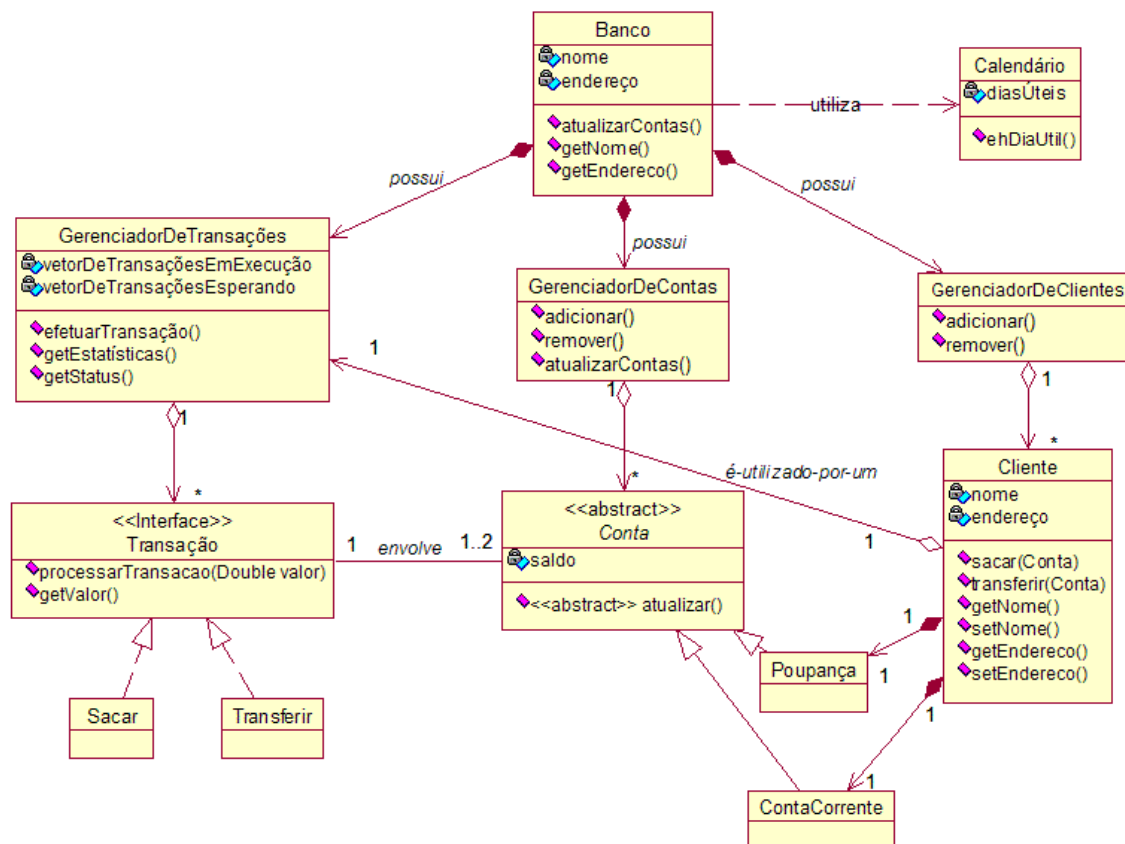 Banco
nome
endereço
atualizarContas()
getNome()
getEndereco()
utiliza
Calendário
diasÚteis
ehDiaUtil()
possui
possui
possui
GerenciadorDeTransações
vetorDeTransaçõesEmExecução
vetorDeTransaçõesEsperando
efetuarTransação()
getEstatísticas()
getStatus()
GerenciadorDeContas
adicionar()
remover()
atualizarContas()
GerenciadorDeClientes
adicionar()
remover()
1
1
1
1
*
*
*
é-utilizado-por-um
1
<<Interface>>
Transação
processarTransacao(Double valor)
getValor()
1
envolve
1..2
<<abstract>>
Conta
saldo
<<abstract>> atualizar()
Cliente
nome
endereço
sacar(Conta)
transferir(Conta)
getNome()
setNome()
getEndereco()
setEndereco()
1
1
1
1
Poupança
Sacar
Transferir
ContaCorrente